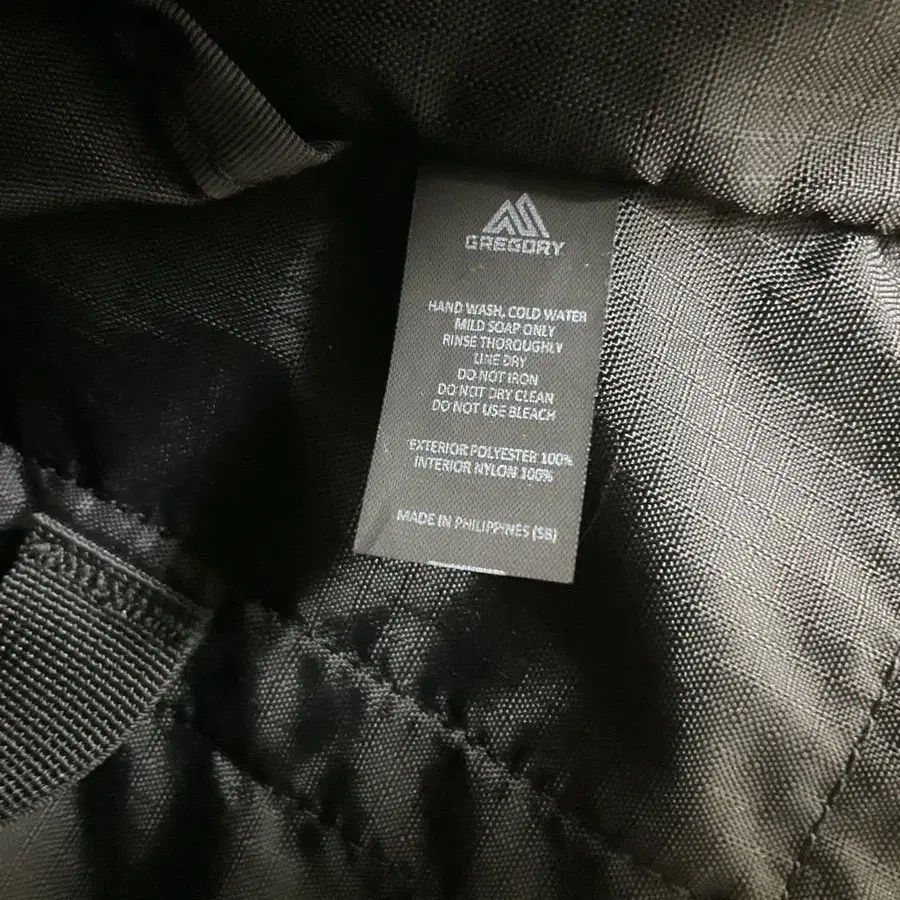 GREGORY
HAND WASH, COLD WATER
MILD SOAP ONLY
RINSE THOROUGHLY
LINE DRY
DO NOT IRON
DO NOT DRY CLEAN
DO NOT USE BLEACH
EXTERIOR POLYESTER 100%
INTERIOR NYLON 100%
MADE IN PHILIPPINES (SB)